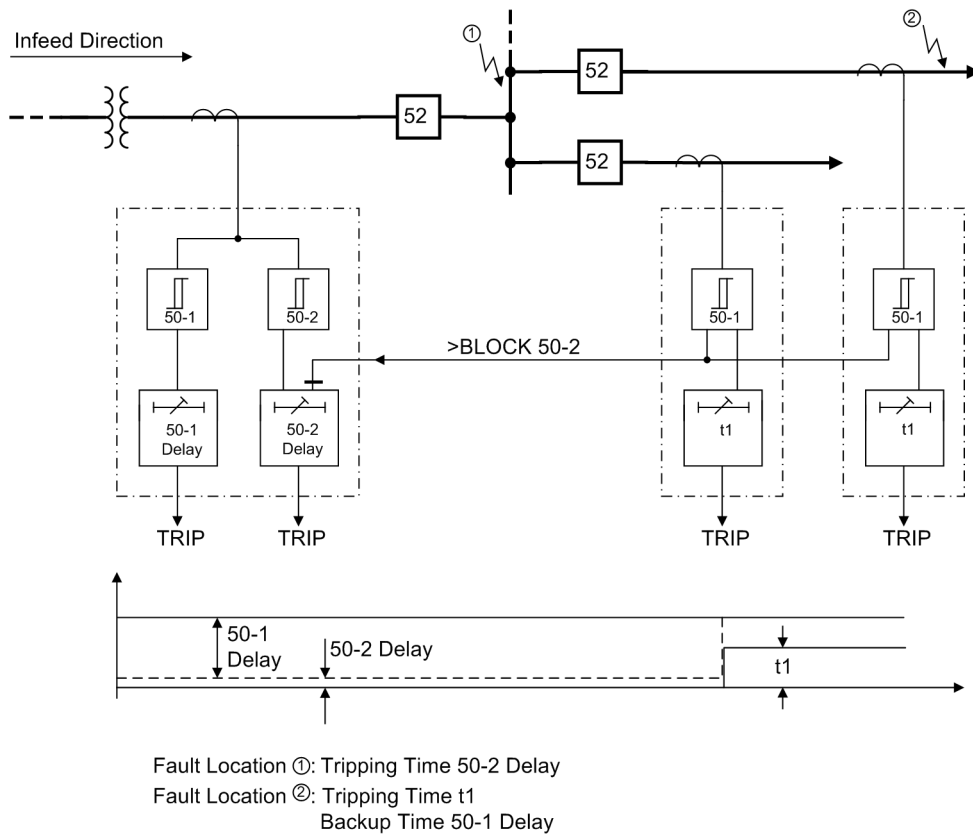 ①
②
Infeed Direction
52
52
52
50-1
50-2
50-1
50-1
>BLOCK 50-2
50-1
Delay
50-2
Delay
t1
t1
TRIP
TRIP
TRIP
TRIP
50-1
Delay
50-2 Delay
t1
Fault Location ①: Tripping Time 50-2 Delay
Fault Location ②: Tripping Time t1
Backup Time 50-1 Delay